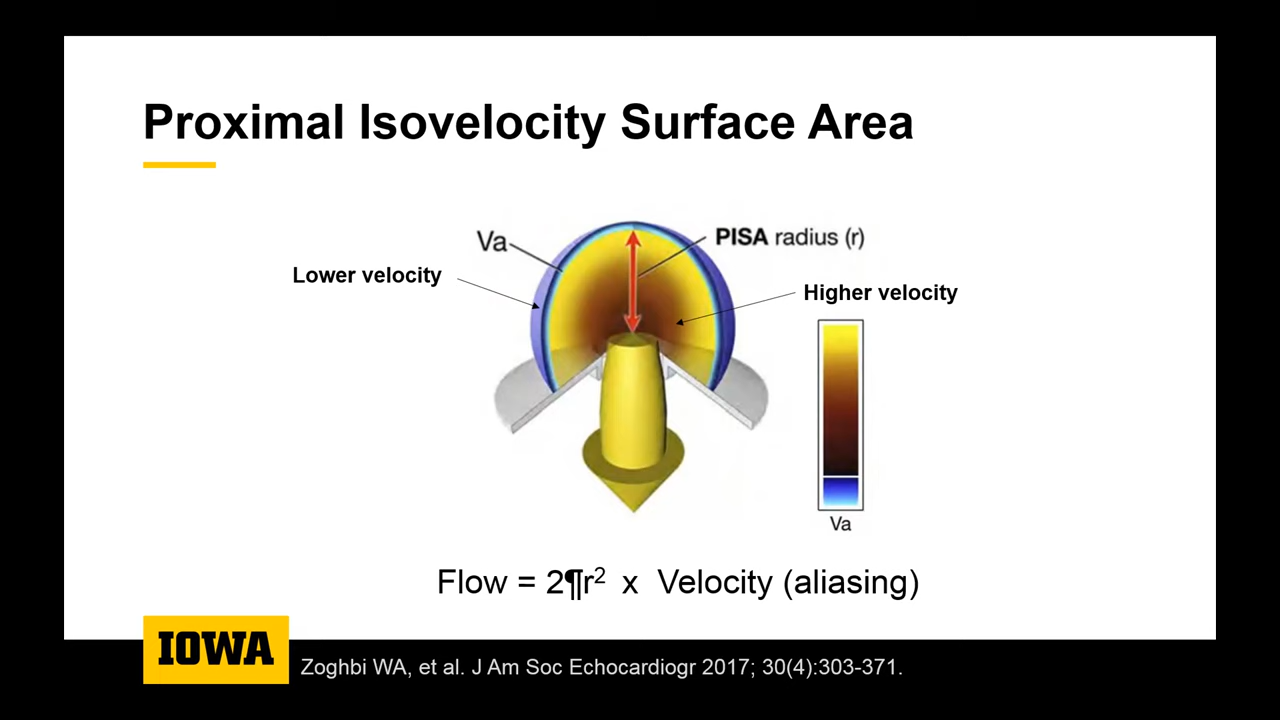 Proximal Isovelocity Surface Area
Va
PISA radius (r)
Lower velocity
Higher velocity
Va
Flow = 2¶r² x Velocity (aliasing)
IOWA
Zoghbi WA, et al. J Am Soc Echocardiogr 2017; 30(4):303-371.